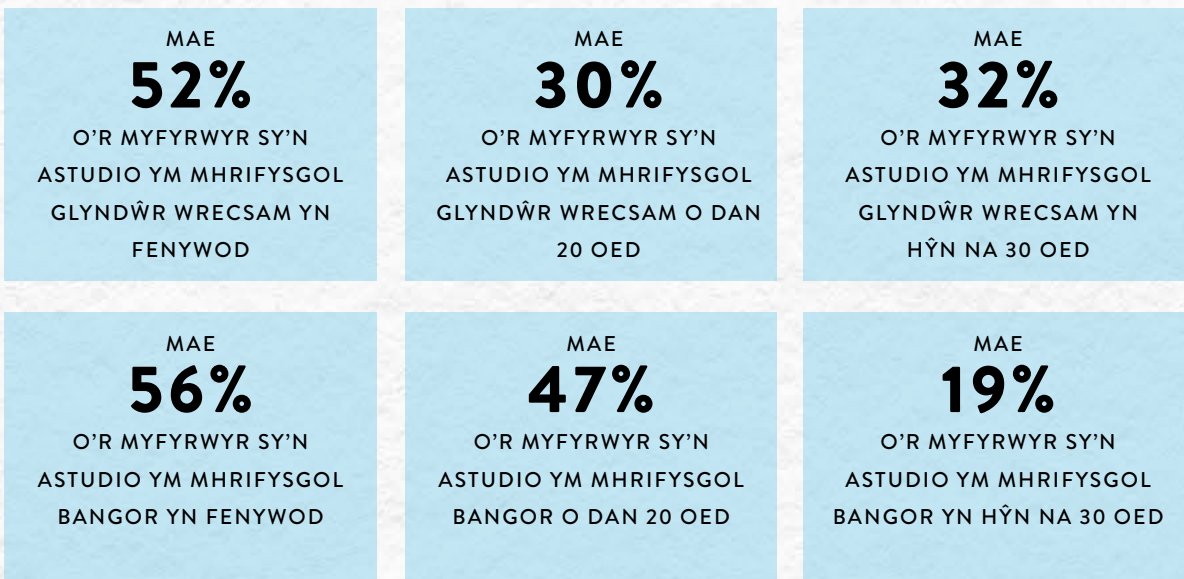 MAE
52%
O’R MYFYRWYR SY’N
ASTUDIO YM MHRIFYSGOL
GLYNDŴR WRECSAM YN
FENYWOD
MAE
30%
O’R MYFYRWYR SY’N
ASTUDIO YM MHRIFYSGOL
GLYNDŴR WRECSAM O DAN
20 OED
MAE
32%
O’R MYFYRWYR SY’N
ASTUDIO YM MHRIFYSGOL
GLYNDŴR WRECSAM YN
HŶN NA 30 OED
MAE
56%
O’R MYFYRWYR SY’N
ASTUDIO YM MHRIFYSGOL
BANGOR YN FENYWOD
MAE
47%
O’R MYFYRWYR SY’N
ASTUDIO YM MHRIFYSGOL
BANGOR O DAN 20 OED
MAE
19%
O’R MYFYRWYR SY’N
ASTUDIO YM MHRIFYSGOL
BANGOR YN HŶN NA 30 OED